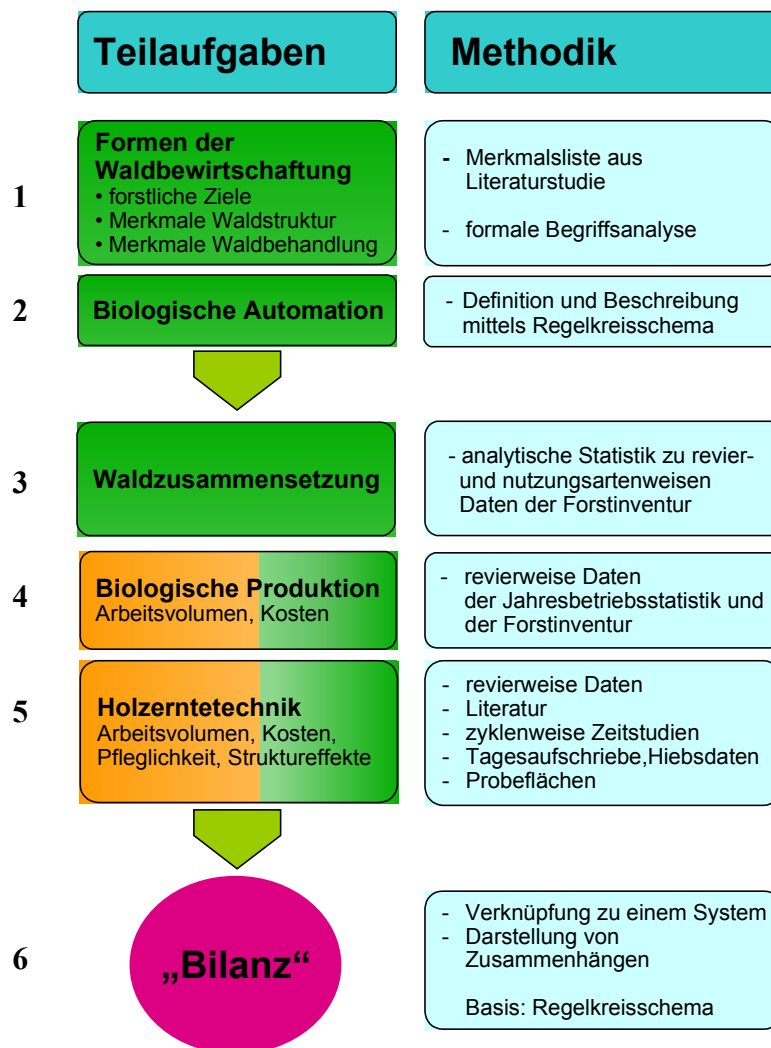 Teilaufgaben
Methodik
1
Formen der
Waldbewirtschaftung
• forstliche Ziele
• Merkmale Waldstruktur
• Merkmale Waldbehandlung
- Merkmalsliste aus
Literaturstudie
- formale Begriffsanalyse
2
Biologische Automation
- Definition und Beschreibung
mittels Regelkreisschema
3
Waldzusammensetzung
- analytische Statistik zu revier-
und nutzungsartenweisen
Daten der Forstinventur
4
Biologische Produktion
Arbeitsvolumen, Kosten
- revierweise Daten
der Jahresbetriebsstatistik und
der Forstinventur
5
Holzerntetechnik
Arbeitsvolumen, Kosten,
Pfleglichkeit, Struktureffekte
- revierweise Daten
- Literatur
- zyklenweise Zeitstudien
- Tagesaufschriebe,Hiebsdaten
- Probeflächen
6
„Bilanz“
- Verknüpfung zu einem System
- Darstellung von
Zusammenhängen
Basis: Regelkreisschema